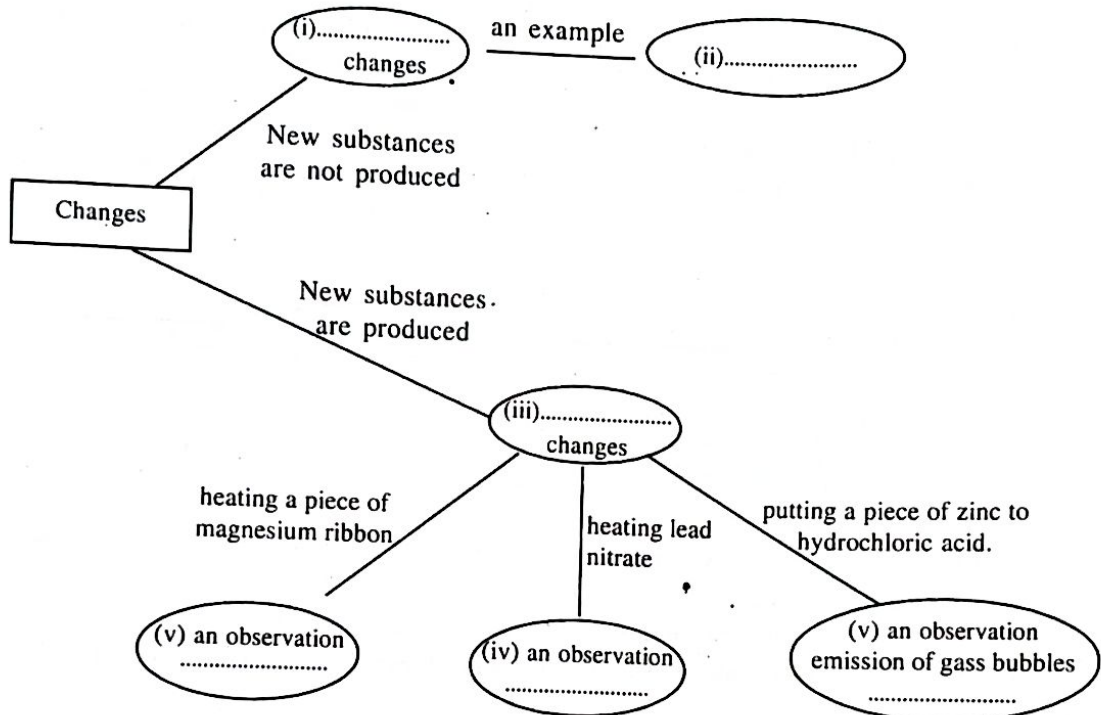 (i)...........................
changes
an example
(ii)..........................
New substances
are not produced
Changes
New substances
are produced
(iii)..........................
changes
heating a piece of
magnesium ribbon
heating lead
nitrate
putting a piece of zinc to
hydrochloric acid.
(v) an observation
............................
(iv) an observation
............................
(v) an observation
emission of gass bubbles
............................